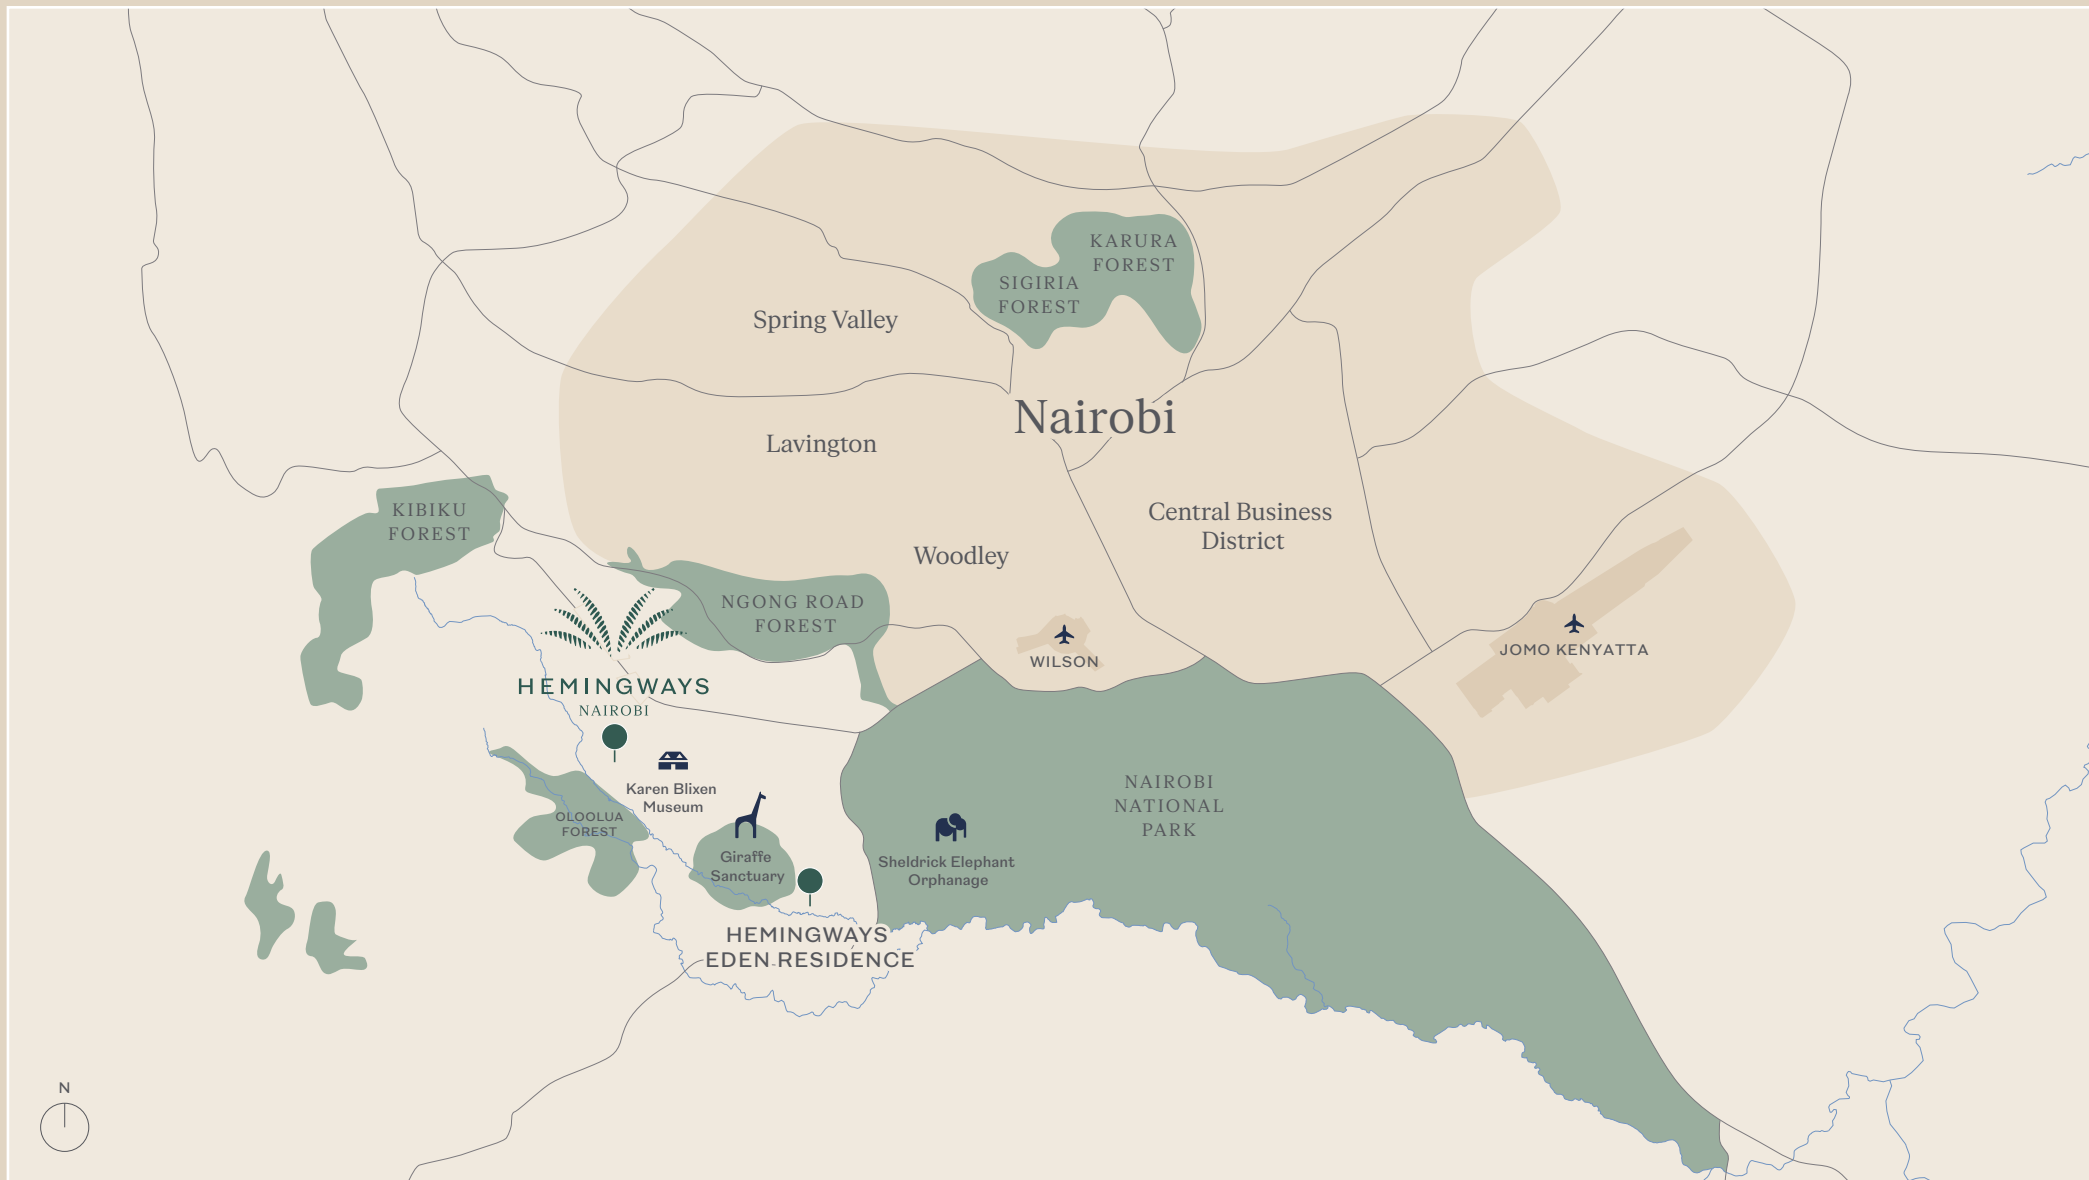 KARURA
FOREST
SIGIRIA
FOREST
Spring Valley
Nairobi
Lavington
Central Business
District
KIBIKU
FOREST
Woodley
NGONG ROAD
FOREST
WILSON
JOMO KENYATTA
HEMINGWAYS
NAIROBI
Karen Blixen
Museum
OLOOLUA
FOREST
NAIROBI
NATIONAL
PARK
Giraffe
Sanctuary
Sheldrick Elephant
Orphanage
HEMINGWAYS
EDEN RESIDENCE
N